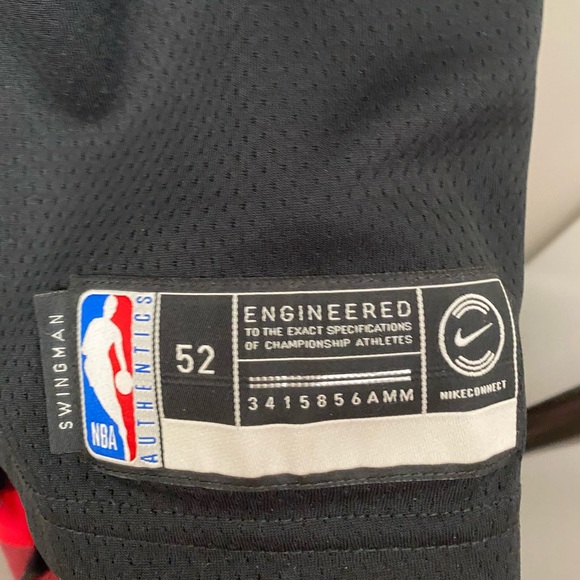 SWINGMAN
NBA
AUTHENTICS
52
ENGINEERED
TO THE EXACT SPECIFICATIONS
OF CHAMPIONSHIP ATHLETES
3415856AMM
NIKECONNECT